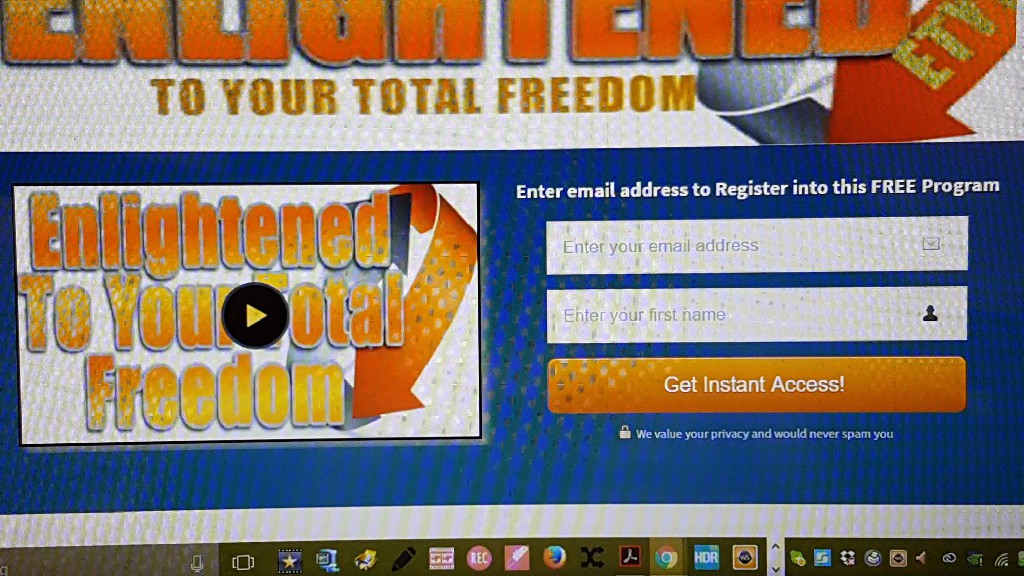 ENLIGHTENED
TO YOUR TOTAL FREEDOM
Enlightened
To Your Total
Freedom
Enter email address to Register into this FREE Program
Enter your email address
Enter your first name
Get Instant Access!
We value your privacy and would never spam you
REC
HDR